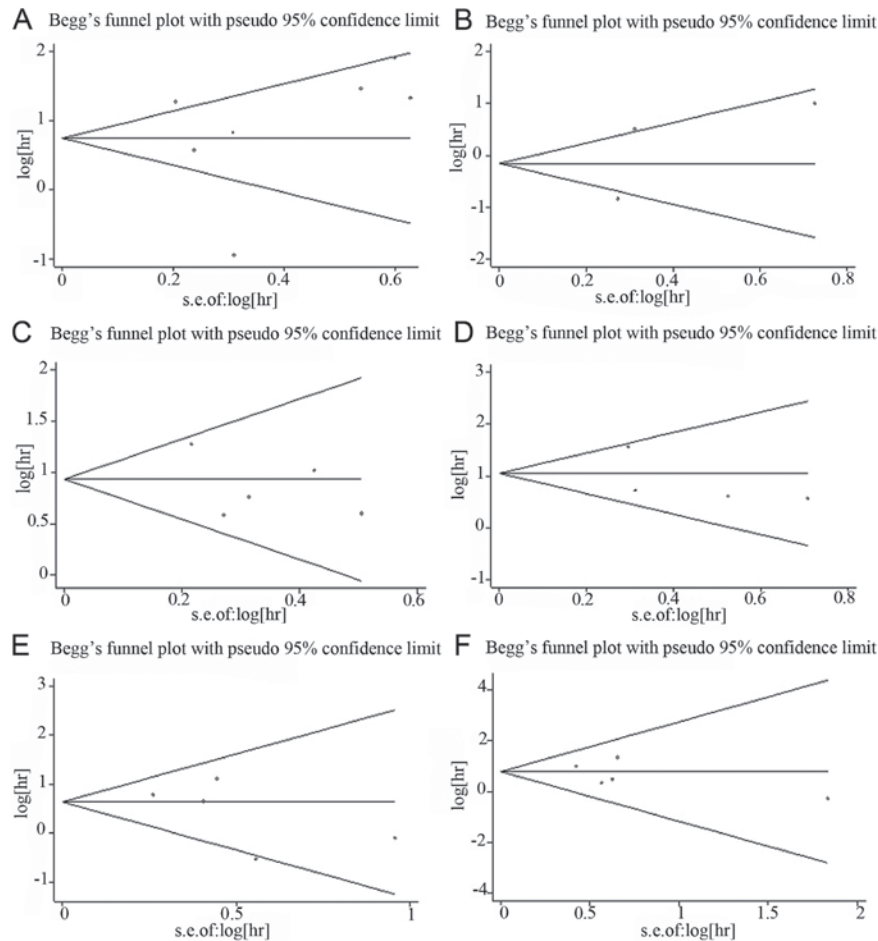 A Begg's funnel plot with pseudo 95% confidence limit
2
1
0
-1
log[hr]
0 0.2 0.4 0.6
s.e.of:log[hr]
B Begg's funnel plot with pseudo 95% confidence limit
2
1
0
-1
-2
log[hr]
0 0.2 0.4 0.6 0.8
s.e.of:log[hr]
C Begg's funnel plot with pseudo 95% confidence limit
2
1.5
1
0.5
0
log[hr]
0 0.2 0.4 0.6
s.e.of:log[hr]
D Begg's funnel plot with pseudo 95% confidence limit
3
2
1
0
-1
log[hr]
0 0.2 0.4 0.6 0.8
s.e.of:log[hr]
E Begg's funnel plot with pseudo 95% confidence limit
3
2
1
0
-1
log[hr]
0 0.5 1
s.e.of:log[hr]
F Begg's funnel plot with pseudo 95% confidence limit
4
2
0
-2
-4
log[hr]
0 0.5 1 1.5 2
s.e.of:log[hr]